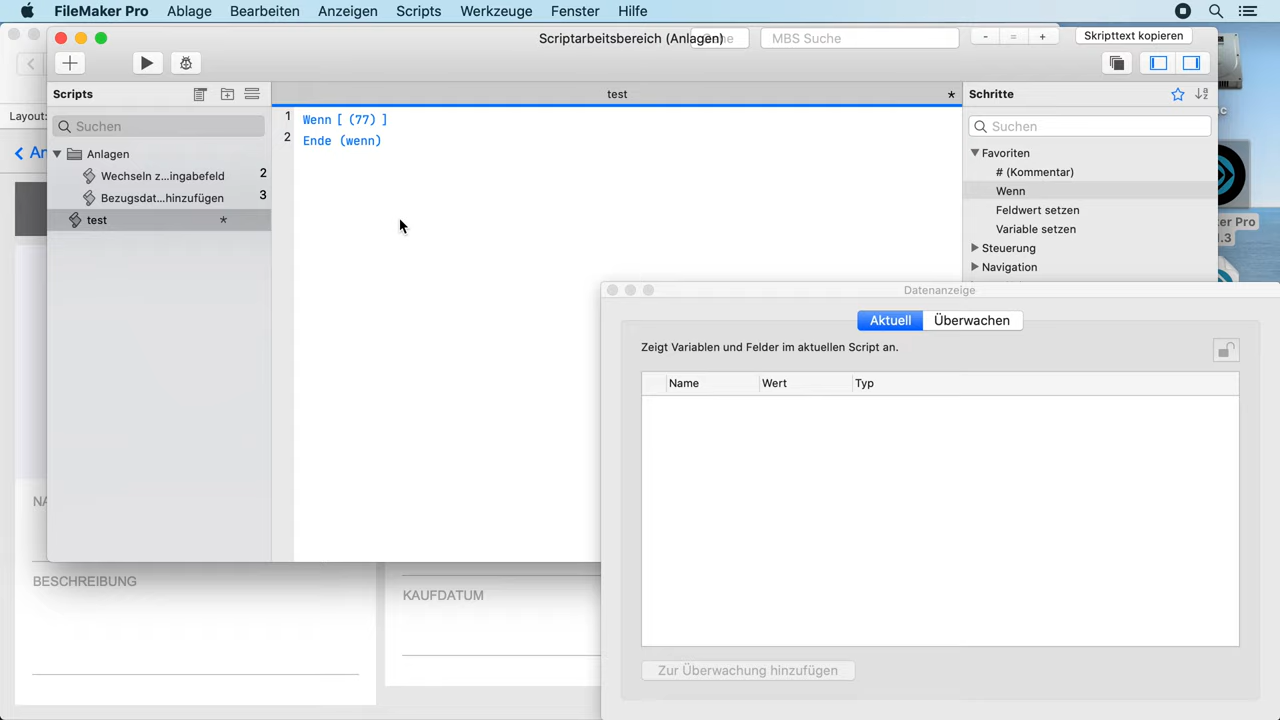 FileMaker Pro Ablage Bearbeiten Anzeigen Scripts Werkzeuge Fenster Hilfe
Scriptarbeitsbereich (Anlagen)
MBS Suche
- = +
Skripttext kopieren
Layout:
Scripts
Suchen
Anlagen
Wechseln z...ingabefeld 2
Bezugsdat...hinzufügen 3
test *
test *
1 Wenn [ (77) ]
2 Ende (wenn)
Schritte
Suchen
Favoriten
# (Kommentar)
Wenn
Feldwert setzen
Variable setzen
Steuerung
Navigation
er Pro
Datenanzeige
Aktuell Überwachen
Zeigt Variablen und Felder im aktuellen Script an.
Name Wert Typ
Zur Überwachung hinzufügen
NA
BESCHREIBUNG
KAUFDATUM